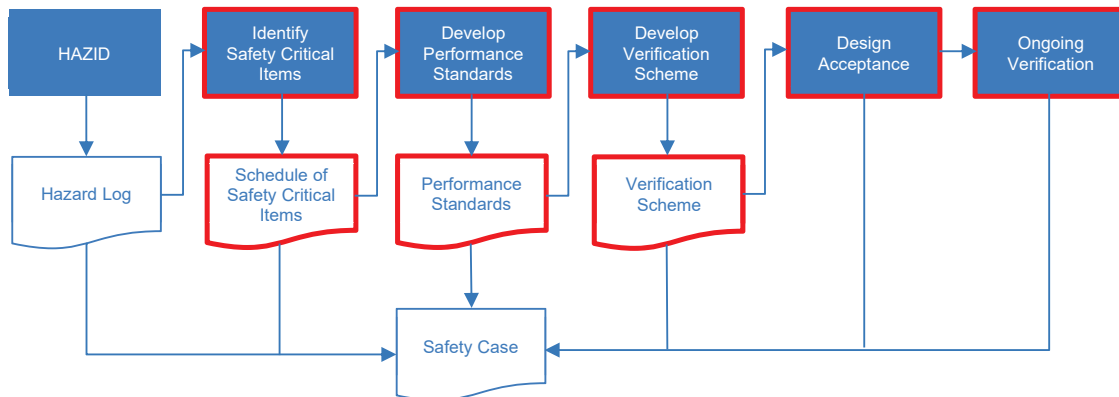 HAZID
Identify
Safety Critical
Items
Develop
Performance
Standards
Develop
Verification
Scheme
Design
Acceptance
Ongoing
Verification
Hazard Log
Schedule of
Safety Critical
Items
Performance
Standards
Verification
Scheme
Safety Case